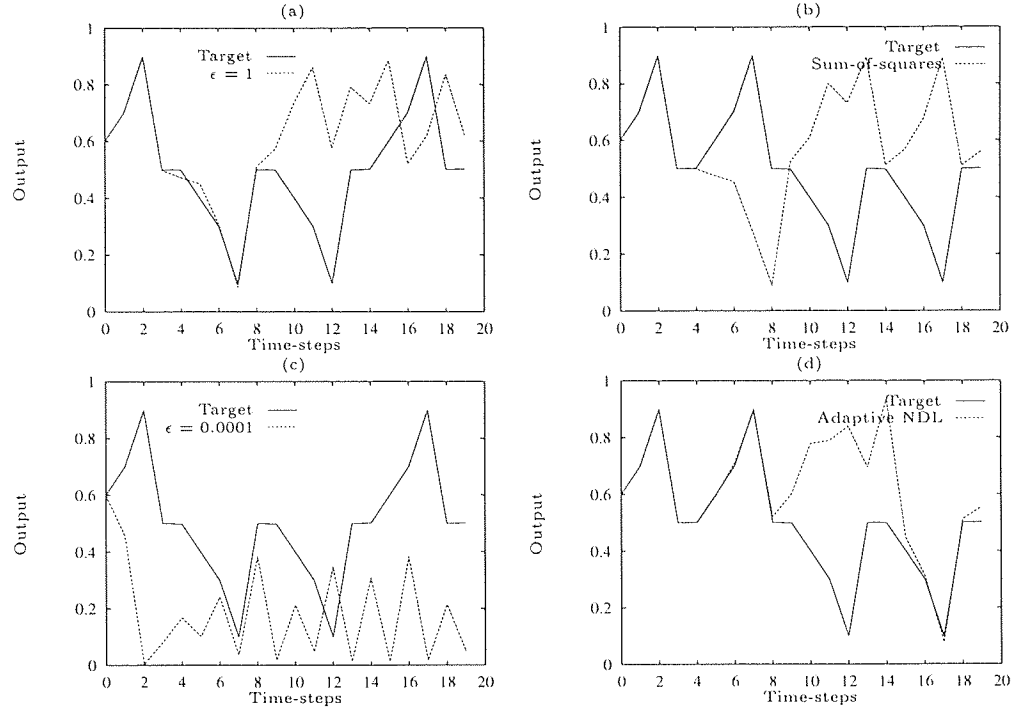 (a)
1
0.8
0.6
0.4
0.2
0
Output
Target
ϵ = 1
0 2 4 6 8 10 12 14 16 18 20
Time-steps
(b)
1
0.8
0.6
0.4
0.2
0
Output
Target
Sum-of-squares
0 2 4 6 8 10 12 14 16 18 20
Time-steps
(c)
1
0.8
0.6
0.4
0.2
0
Output
Target
ϵ = 0.0001
0 2 4 6 8 10 12 14 16 18 20
Time-steps
(d)
1
0.8
0.6
0.4
0.2
0
Output
Target
Adaptive NDL
0 2 4 6 8 10 12 14 16 18 20
Time-steps